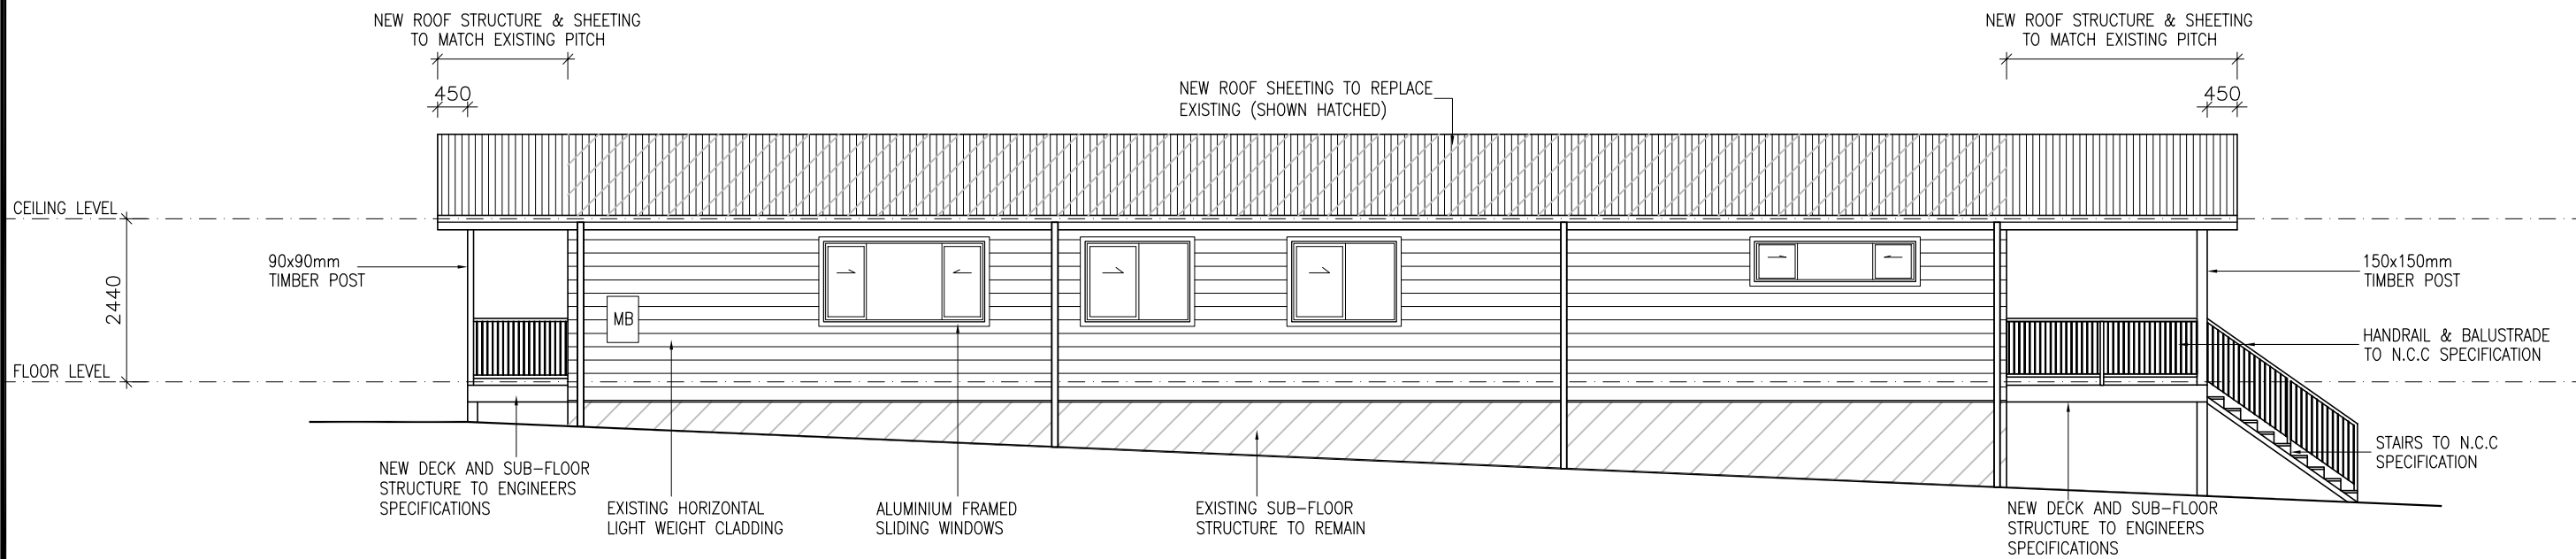 NEW ROOF STRUCTURE & SHEETING
TO MATCH EXISTING PITCH
NEW ROOF STRUCTURE & SHEETING
TO MATCH EXISTING PITCH
450
NEW ROOF SHEETING TO REPLACE
EXISTING (SHOWN HATCHED)
450
CEILING LEVEL
2440
FLOOR LEVEL
90x90mm
TIMBER POST
MB
150x150mm
TIMBER POST
HANDRAIL & BALUSTRADE
TO N.C.C SPECIFICATION
STAIRS TO N.C.C
SPECIFICATION
NEW DECK AND SUB-FLOOR
STRUCTURE TO ENGINEERS
SPECIFICATIONS
EXISTING HORIZONTAL
LIGHT WEIGHT CLADDING
ALUMINIUM FRAMED
SLIDING WINDOWS
EXISTING SUB-FLOOR
STRUCTURE TO REMAIN
NEW DECK AND SUB-FLOOR
STRUCTURE TO ENGINEERS
SPECIFICATIONS